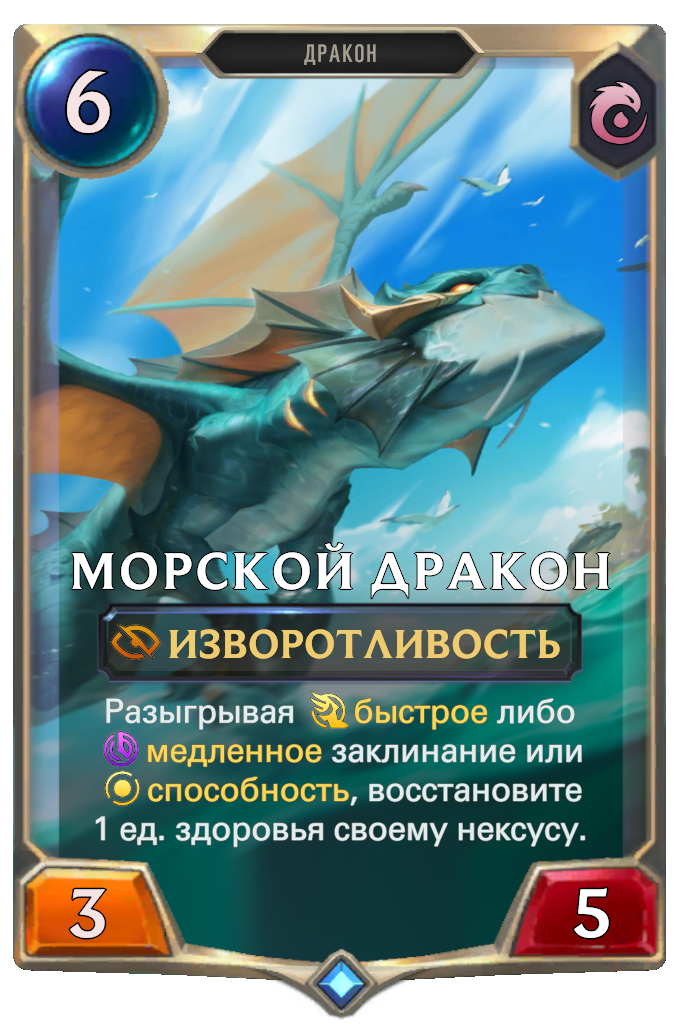 ДРАКОН
6
МОРСКОЙ ДРАКОН
ИЗВОРОТЛИВОСТЬ
Разыгрывая быстрое либо
медленное заклинание или
способность, восстановите
1 ед. здоровья своему нексусу.
3
5